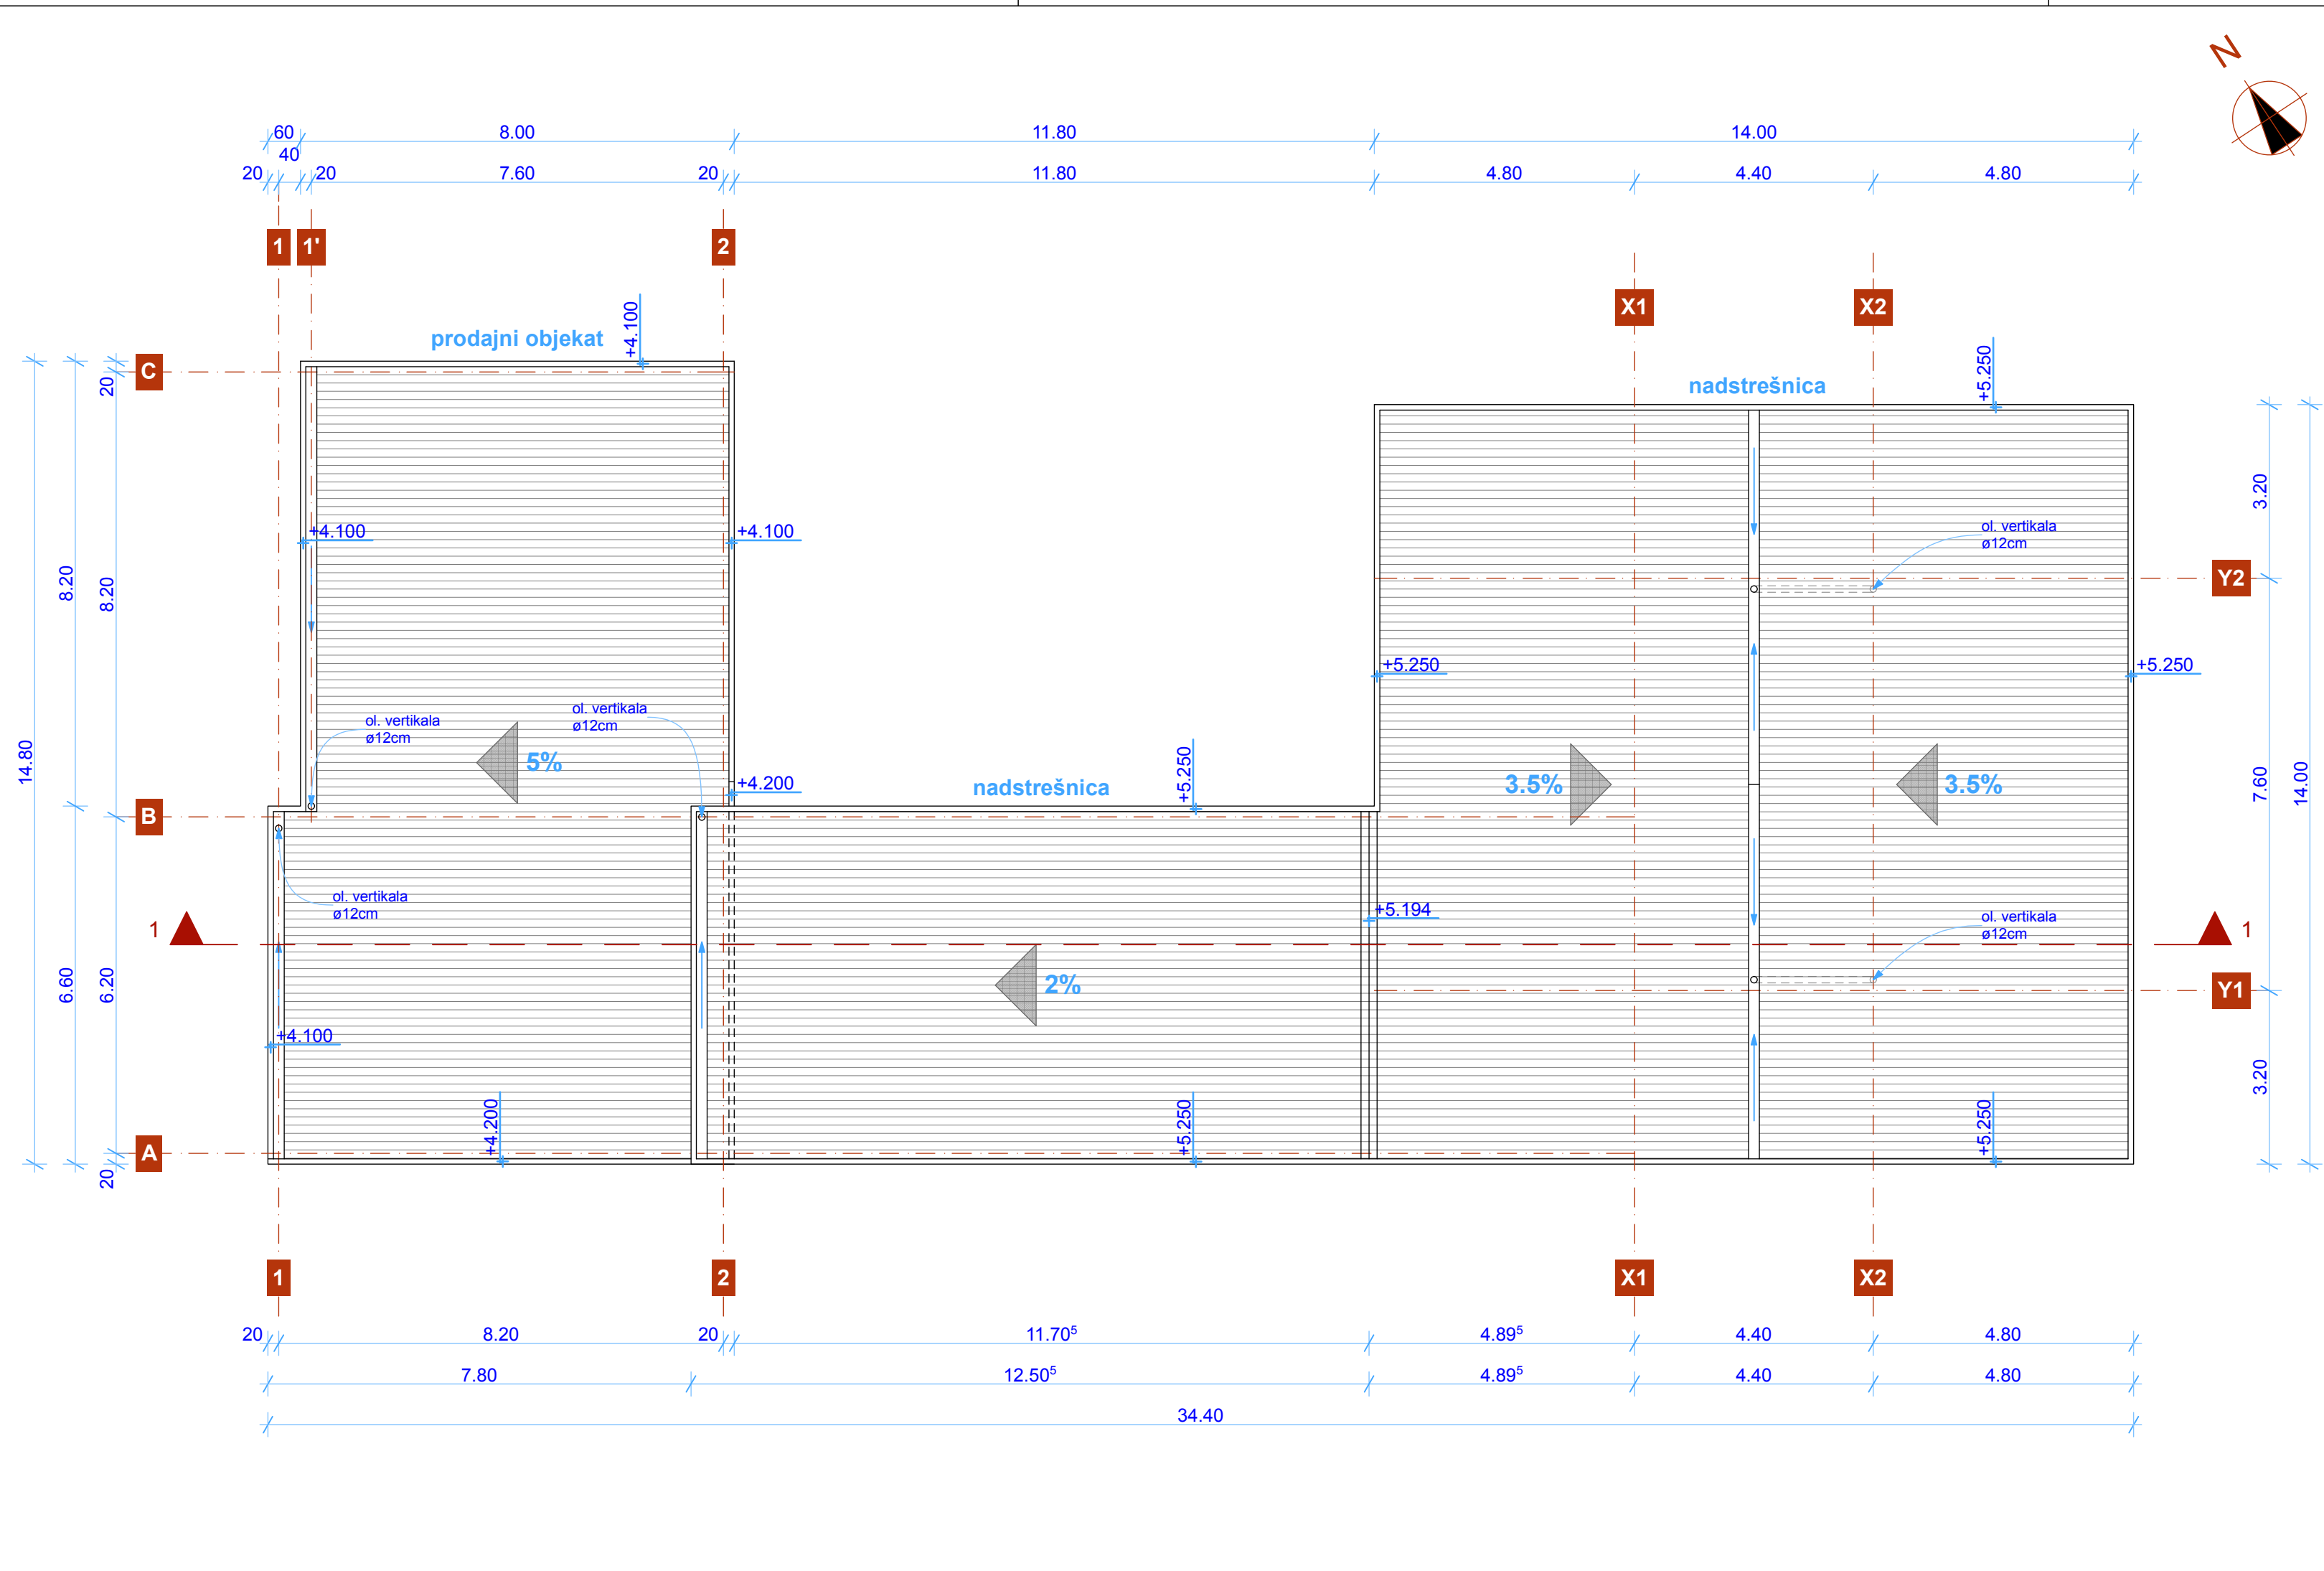 N
60
8.00
11.80
14.00
40
20
20
7.60
20
11.80
4.80
4.40
4.80
1
1'
2
X1
X2
prodajni objekat
+4.100
nadstrešnica
+5.250
C
20
3.20
+4.100
+4.100
ol. vertikala
ø12cm
Y2
8.20
8.20
+5.250
+5.250
ol. vertikala
ø12cm
ol. vertikala
ø12cm
14.80
5%
+4.200
nadstrešnica
+5.250
3.5%
3.5%
7.60
14.00
B
ol. vertikala
ø12cm
+5.194
ol. vertikala
ø12cm
1
1
6.60
6.20
2%
Y1
+4.100
3.20
+4.200
+5.250
+5.250
A
20
1
2
X1
X2
20
8.20
20
11.70⁵
4.89⁵
4.40
4.80
7.80
12.50⁵
4.89⁵
4.40
4.80
34.40